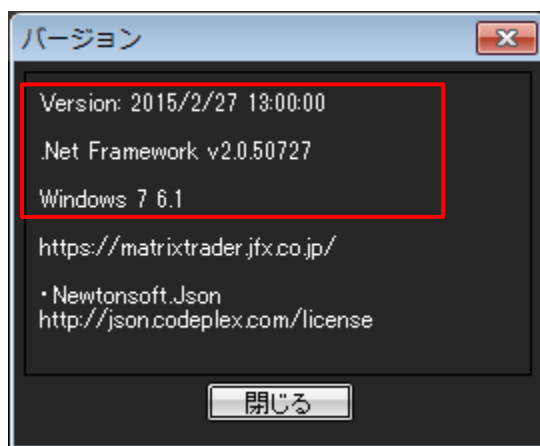 バージョン
Version: 2015/2/27 13:00:00
.Net Framework v2.0.50727
Windows 7 6.1
https://matrixtrader.jfx.co.jp/
・Newtonsoft.Json
http://json.codeplex.com/license
閉じる